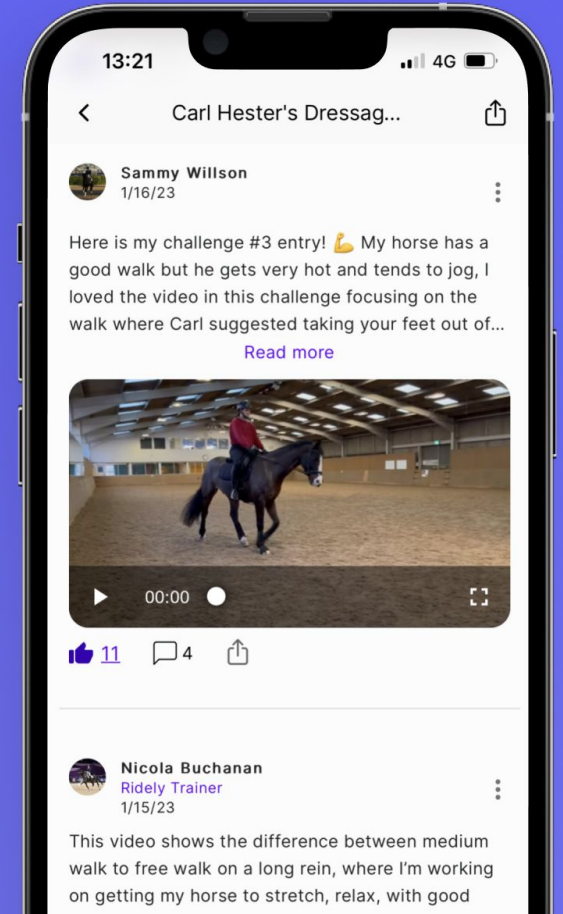 13:21 4G
Carl Hester's Dressag...
Sammy Willson
1/16/23
Here is my challenge #3 entry! 💪 My horse has a
good walk but he gets very hot and tends to jog, I
loved the video in this challenge focusing on the
walk where Carl suggested taking your feet out of...
Read more
00:00
11 4
Nicola Buchanan
Ridely Trainer
1/15/23
This video shows the difference between medium
walk to free walk on a long rein, where I'm working
on getting my horse to stretch, relax, with good